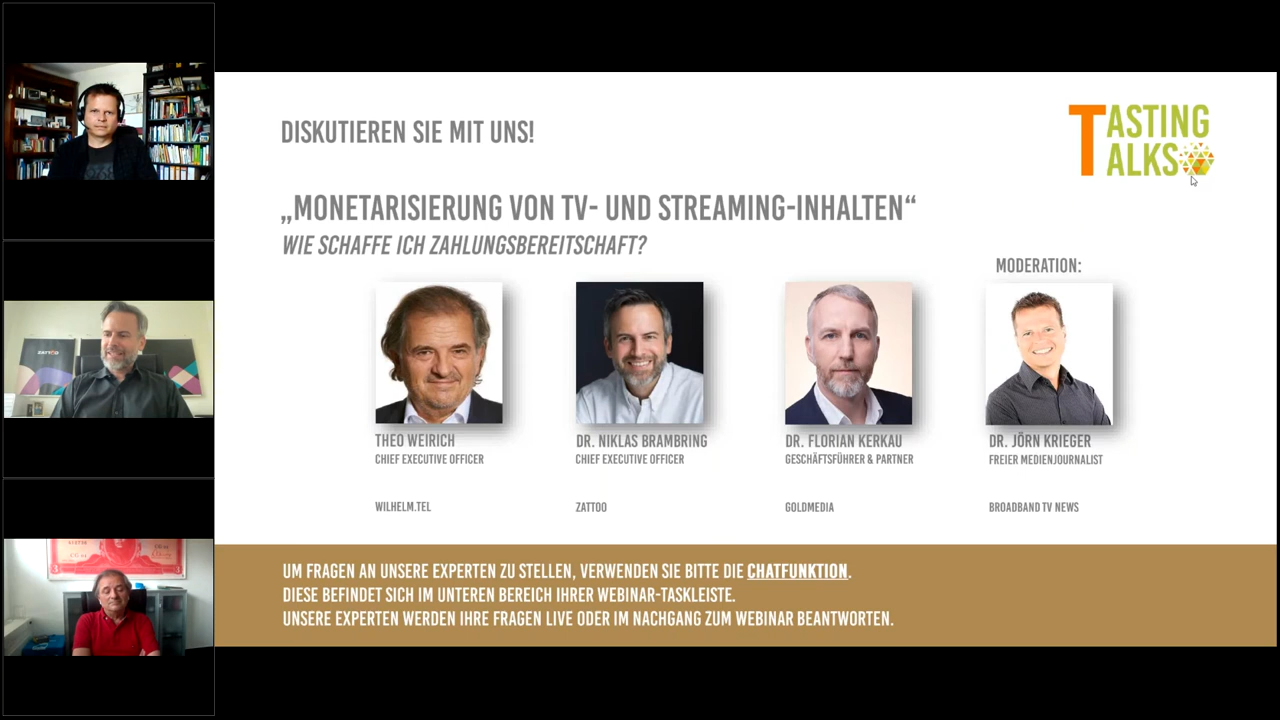 DISKUTIEREN SIE MIT UNS!
TASTING
TALKS
„MONETARISIERUNG VON TV- UND STREAMING-INHALTEN“
WIE SCHAFFE ICH ZAHLUNGSBEREITSCHAFT?
MODERATION:
THEO WEIRICH
CHIEF EXECUTIVE OFFICER
WILHELM.TEL
DR. NIKLAS BRAMBRING
CHIEF EXECUTIVE OFFICER
ZATTOO
DR. FLORIAN KERKAU
GESCHÄFTSFÜHRER & PARTNER
GOLDMEDIA
DR. JÖRN KRIEGER
FREIER MEDIENJOURNALIST
BROADBAND TV NEWS
UM FRAGEN AN UNSERE EXPERTEN ZU STELLEN, VERWENDEN SIE BITTE DIE CHATFUNKTION.
DIESE BEFINDET SICH IM UNTEREN BEREICH IHRER WEBINAR-TASKLEISTE.
UNSERE EXPERTEN WERDEN IHRE FRAGEN LIVE ODER IM NACHGANG ZUM WEBINAR BEANTWORTEN.
ZATTOO